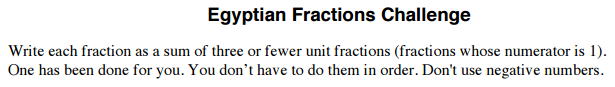 Egyptian Fractions Challenge
Write each fraction as a sum of three or fewer unit fractions (fractions whose numerator is 1).
One has been done for you. You don’t have to do them in order. Don't use negative numbers.